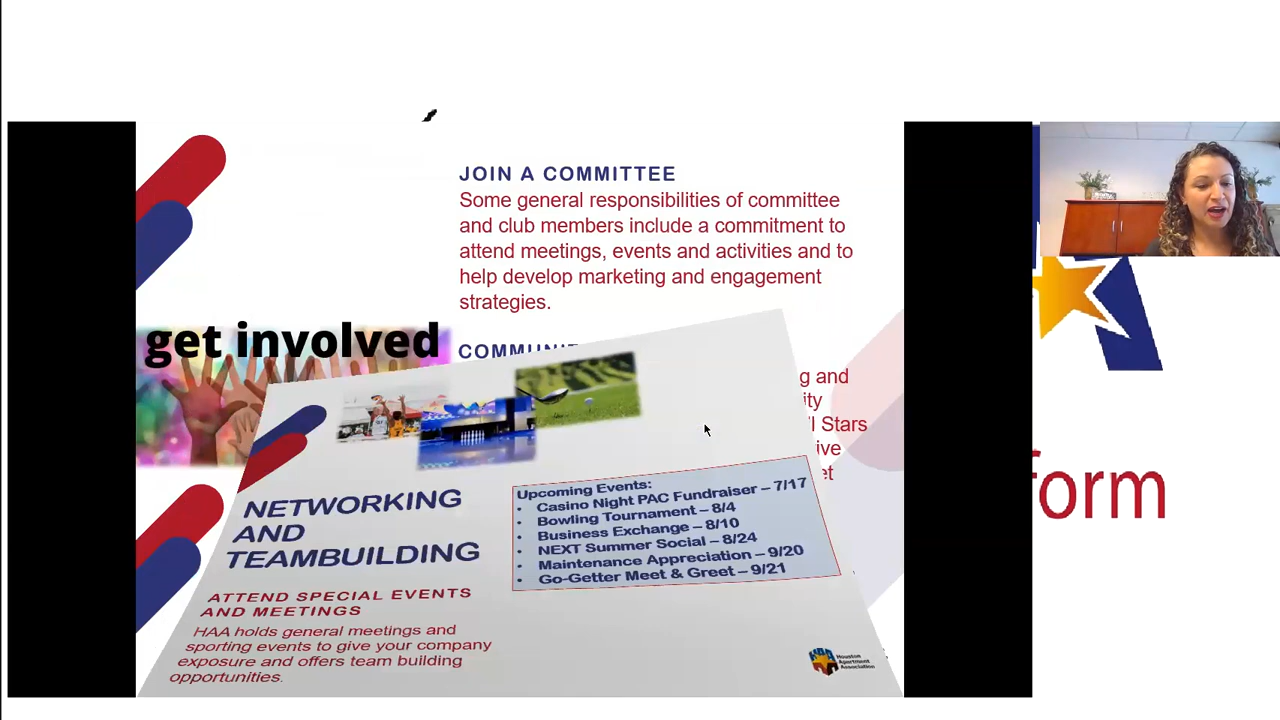 JOIN A COMMITTEE
Some general responsibilities of committee
and club members include a commitment to
attend meetings, events and activities and to
help develop marketing and engagement
strategies.
get involved
g and
Stars
NETWORKING
AND
TEAMBUILDING
ATTEND SPECIAL EVENTS
AND MEETINGS
HAA holds general meetings and
sporting events to give your company
exposure and offers team building
opportunities.
Upcoming Events:
• Casino Night PAC Fundraiser – 7/17
• Bowling Tournament – 8/4
• Business Exchange – 8/10
• NEXT Summer Social – 8/24
• Maintenance Appreciation – 9/20
• Go-Getter Meet & Greet – 9/21
HAA
Houston
Apartment
Association
form